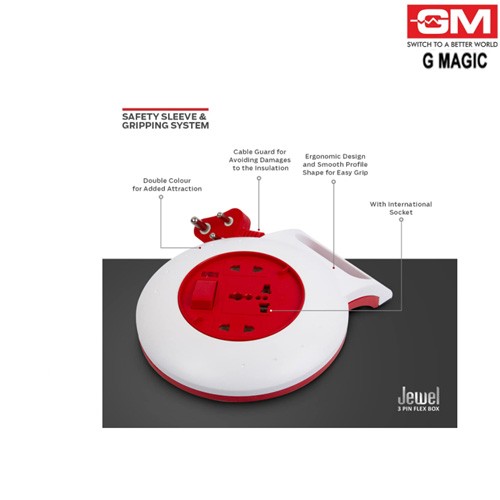 GM
SWITCH TO A BETTER WORLD
G MAGIC
SAFETY SLEEVE &
GRIPPING SYSTEM
Cable Guard for
Avoiding Damages
to the Insulation
Ergonomic Design
and Smooth Profile
Shape for Easy Grip
Double Colour
for Added Attraction
With International
Socket
Jewel
3 PIN FLEX BOX